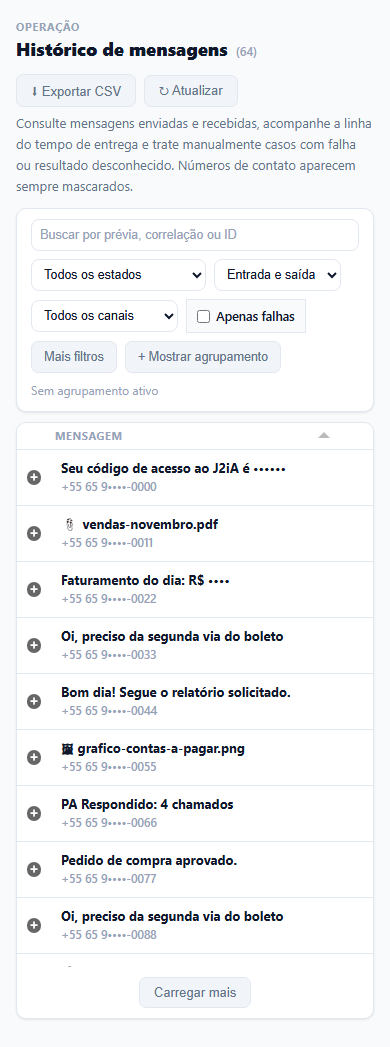 OPERAÇÃO
Histórico de mensagens (64)
⬇ Exportar CSV
↻ Atualizar
Consulte mensagens enviadas e recebidas, acompanhe a linha
do tempo de entrega e trate manualmente casos com falha
ou resultado desconhecido. Números de contato aparecem
sempre mascarados.
Buscar por prévia, correlação ou ID
Todos os estados
Entrada e saída
Todos os canais
Apenas falhas
Mais filtros
+ Mostrar agrupamento
Sem agrupamento ativo
MENSAGEM
Seu código de acesso ao J2iA é ••••••
+55 65 9••••-0000
vendas-novembro.pdf
+55 65 9••••-0011
Faturamento do dia: R$ ••••
+55 65 9••••-0022
Oi, preciso da segunda via do boleto
+55 65 9••••-0033
Bom dia! Segue o relatório solicitado.
+55 65 9••••-0044
grafico-contas-a-pagar.png
+55 65 9••••-0055
PA Respondido: 4 chamados
+55 65 9••••-0066
Pedido de compra aprovado.
+55 65 9••••-0077
Oi, preciso da segunda via do boleto
+55 65 9••••-0088
Carregar mais